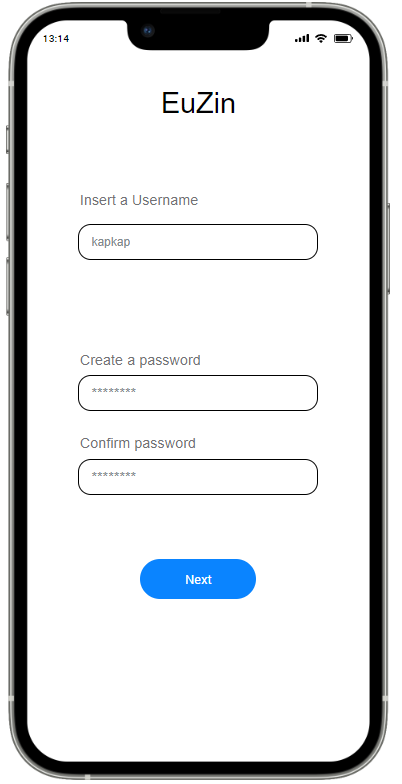 13:14
EuZin
Insert a Username
kapkap
Create a password
********
Confirm password
********
Next